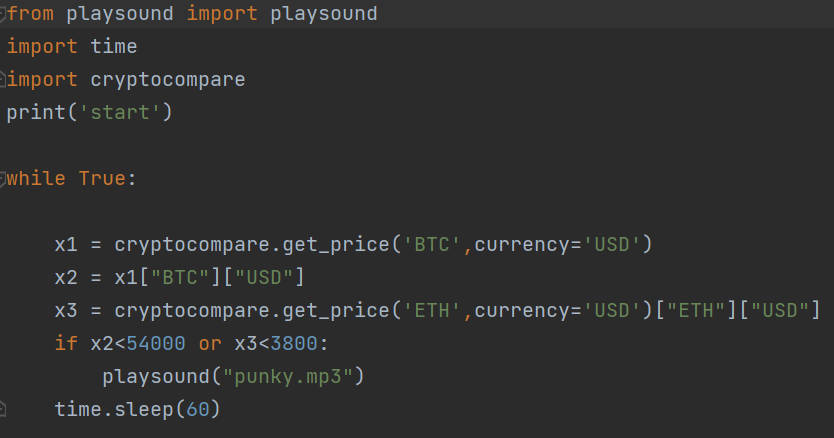 from playsound import playsound
import time
import cryptocompare
print('start')
while True:
x1 = cryptocompare.get_price('BTC',currency='USD')
x2 = x1["BTC"]["USD"]
x3 = cryptocompare.get_price('ETH',currency='USD')["ETH"]["USD"]
if x2<54000 or x3<3800:
playsound("punky.mp3")
time.sleep(60)